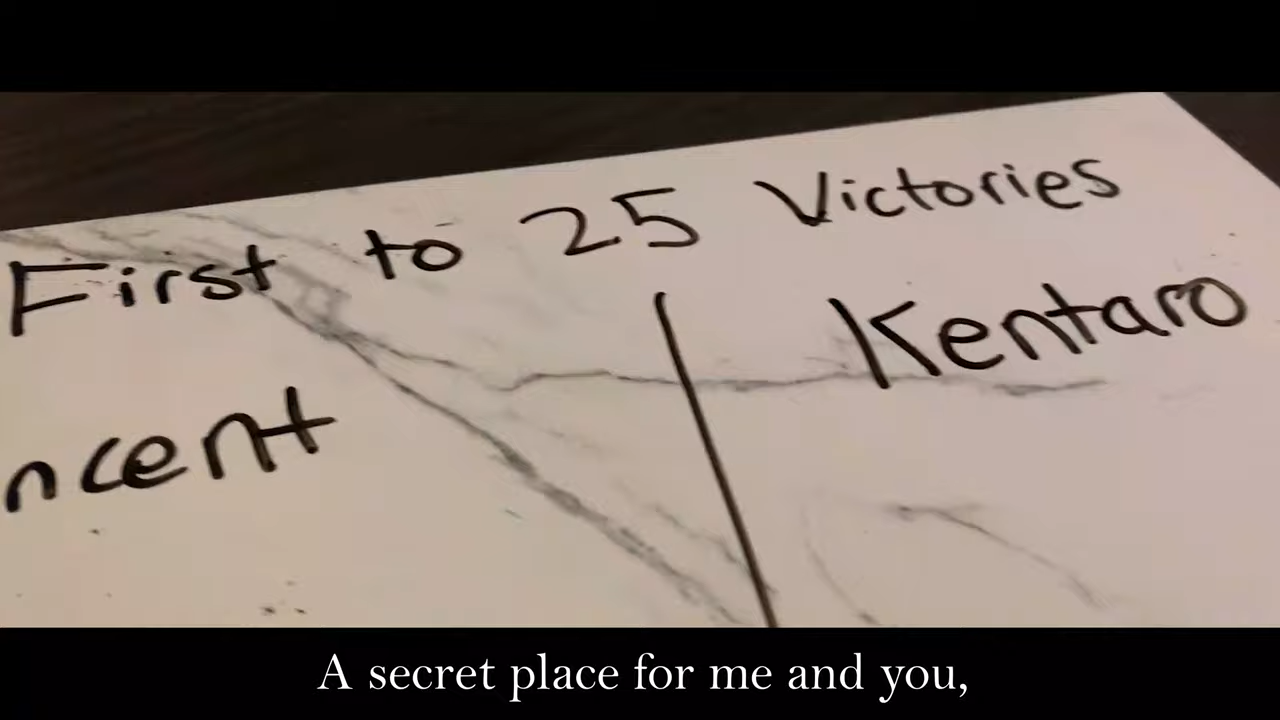 First to 25 Victories
ncent
Kentaro
A secret place for me and you,